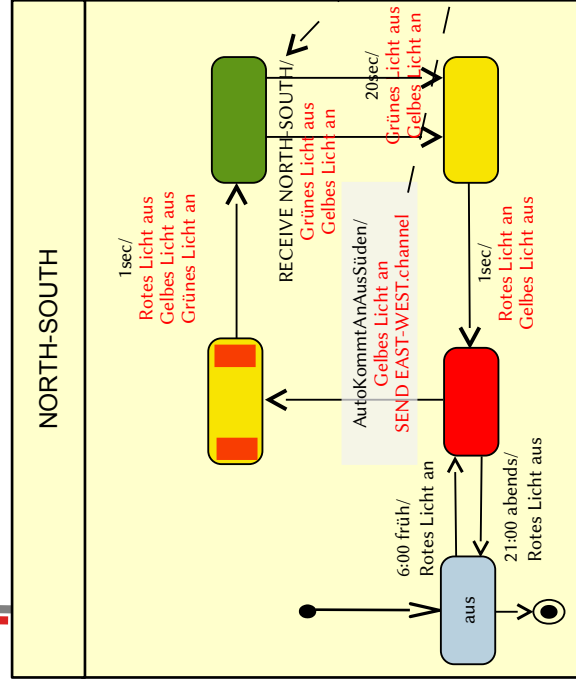 NORTH-SOUTH
1sec/
Rotes Licht aus
Gelbes Licht aus
Grünes Licht an
RECEIVE NORTH-SOUTH/
Grünes Licht aus
Gelbes Licht an
20sec/
Grünes Licht aus
Gelbes Licht an
AutoKommtAnAusSüden/
Gelbes Licht an
SEND EAST-WEST.channel
1sec/
Rotes Licht an
Gelbes Licht aus
6:00 früh/
Rotes Licht an
21:00 abends/
Rotes Licht aus
aus